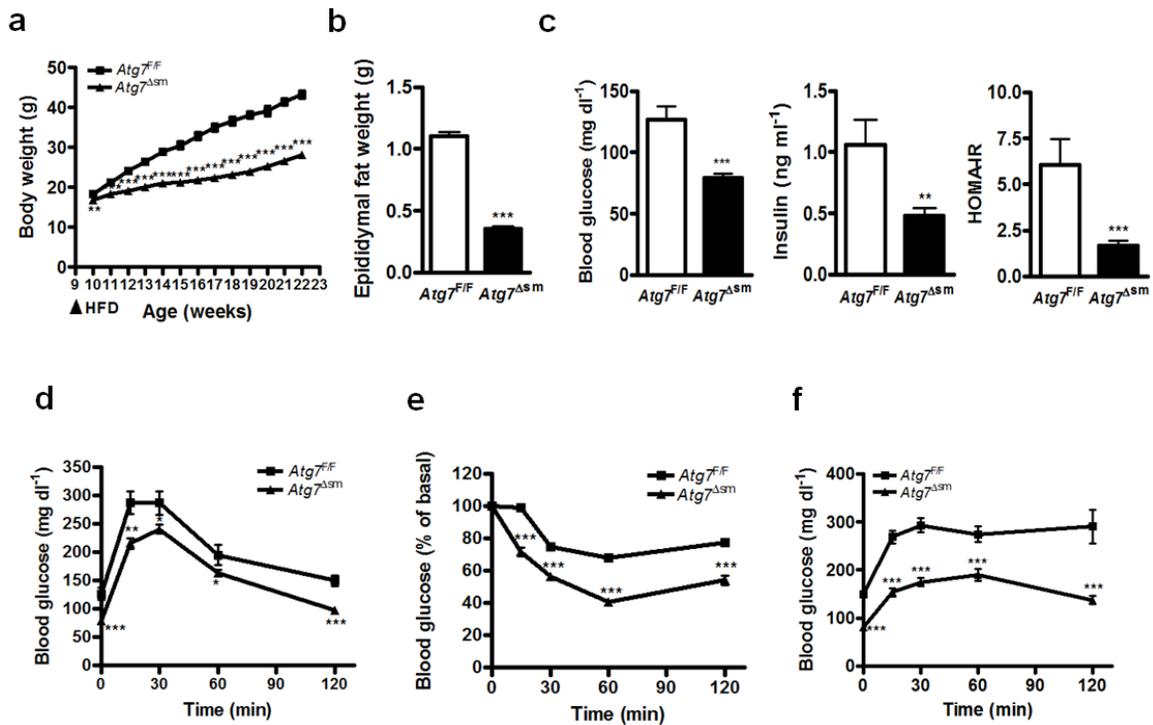 a
50
40
30
20
10
0
Body weight (g)
Atg7F/F
Atg7Δsm
**
** *** *** *** *** *** *** *** *** *** *** *** ***
9 10 11 12 13 14 15 16 17 18 19 20 21 22 23
▲HFD Age (weeks)
b
1.5
1.0
0.5
0.0
Epididymal fat weight (g)
***
Atg7F/F Atg7Δsm
c
150
100
50
0
Blood glucose (mg dl-1)
***
Atg7F/F Atg7Δsm
1.5
1.0
0.5
0.0
Insulin (ng ml-1)
**
Atg7F/F Atg7Δsm
10.0
7.5
5.0
2.5
0.0
HOMA-IR
***
Atg7F/F Atg7Δsm
d
350
300
250
200
150
100
50
0
Blood glucose (mg dl-1)
Atg7F/F
Atg7Δsm
***
**
*
*
***
0 30 60 90 120
Time (min)
e
120
100
80
60
40
20
0
Blood glucose (% of basal)
Atg7F/F
Atg7Δsm
***
***
***
***
0 30 60 90 120
Time (min)
f
400
300
200
100
0
Blood glucose (mg dl-1)
Atg7F/F
Atg7Δsm
***
***
***
***
***
0 30 60 90 120
Time (min)